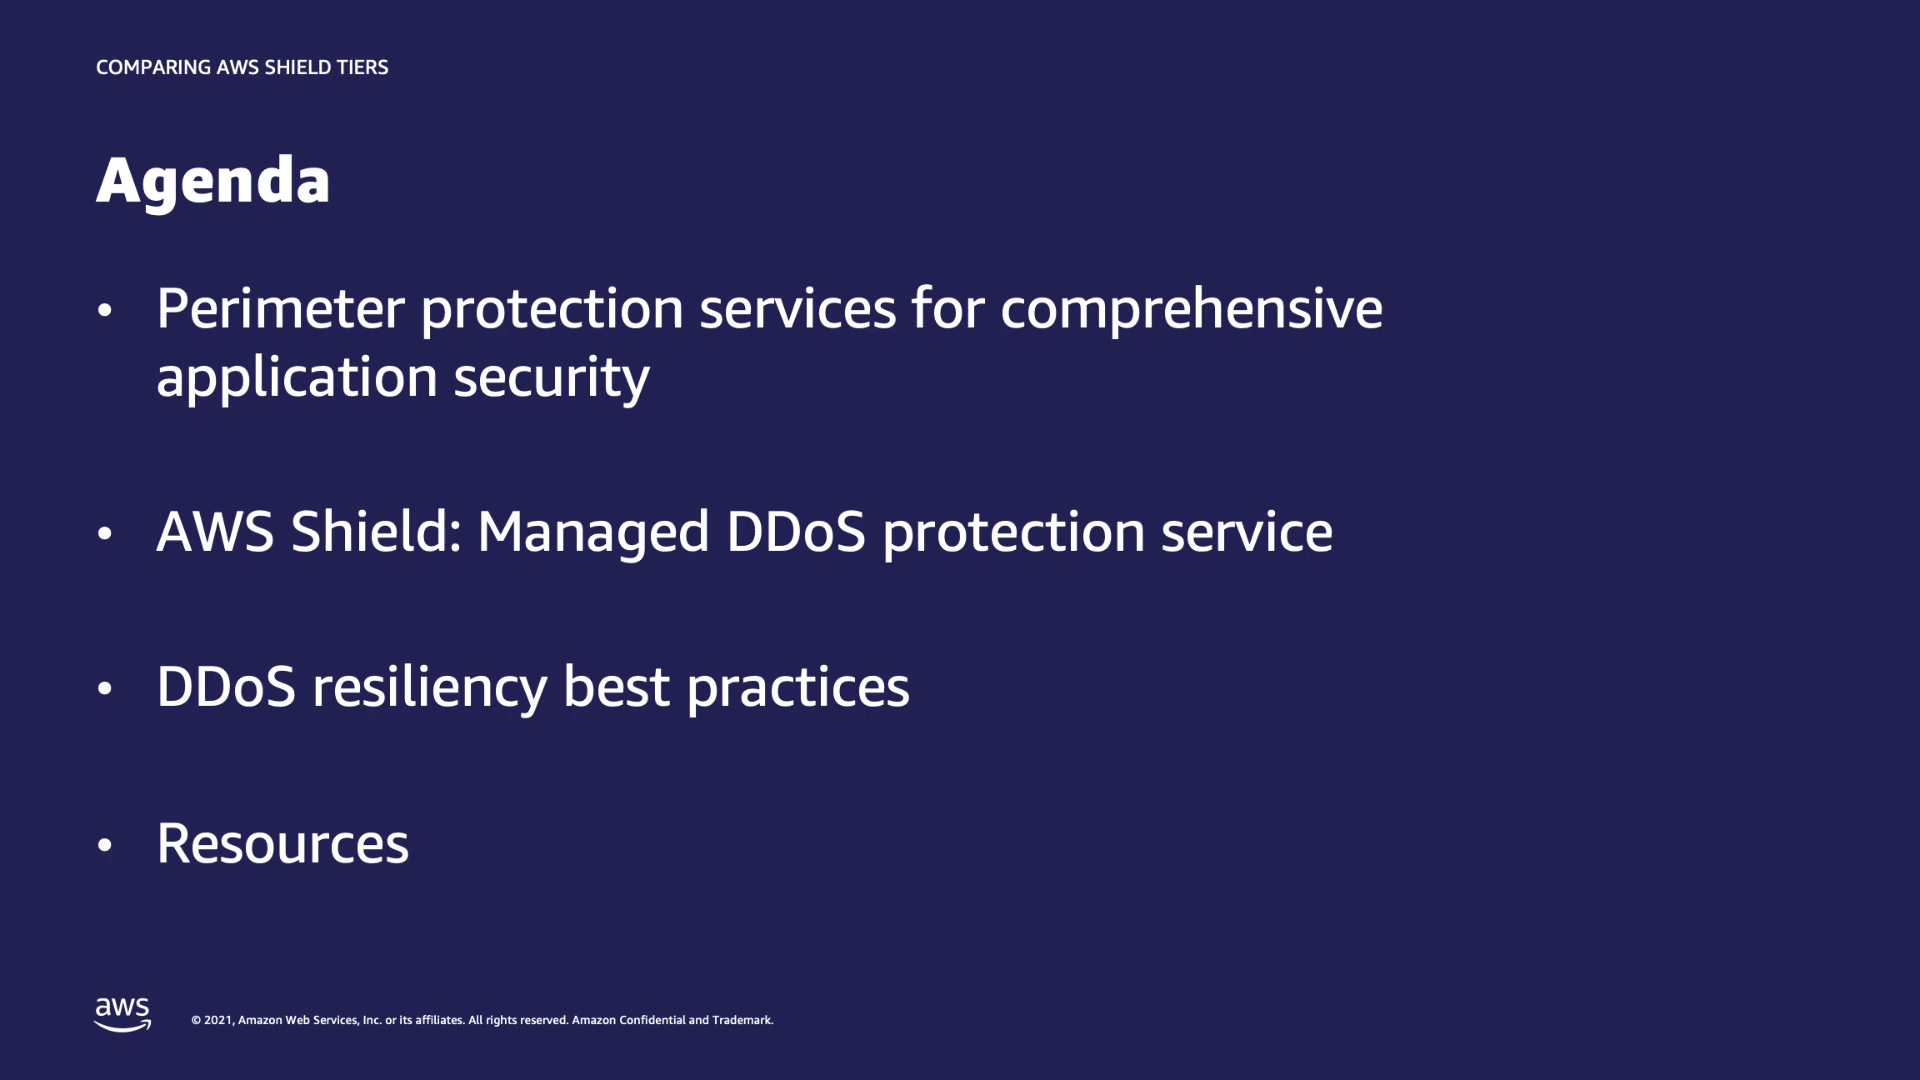 COMPARING AWS SHIELD TIERS
Agenda
• Perimeter protection services for comprehensive
application security
• AWS Shield: Managed DDoS protection service
• DDoS resiliency best practices
• Resources
aws
© 2021, Amazon Web Services, Inc. or its affiliates. All rights reserved. Amazon Confidential and Trademark.